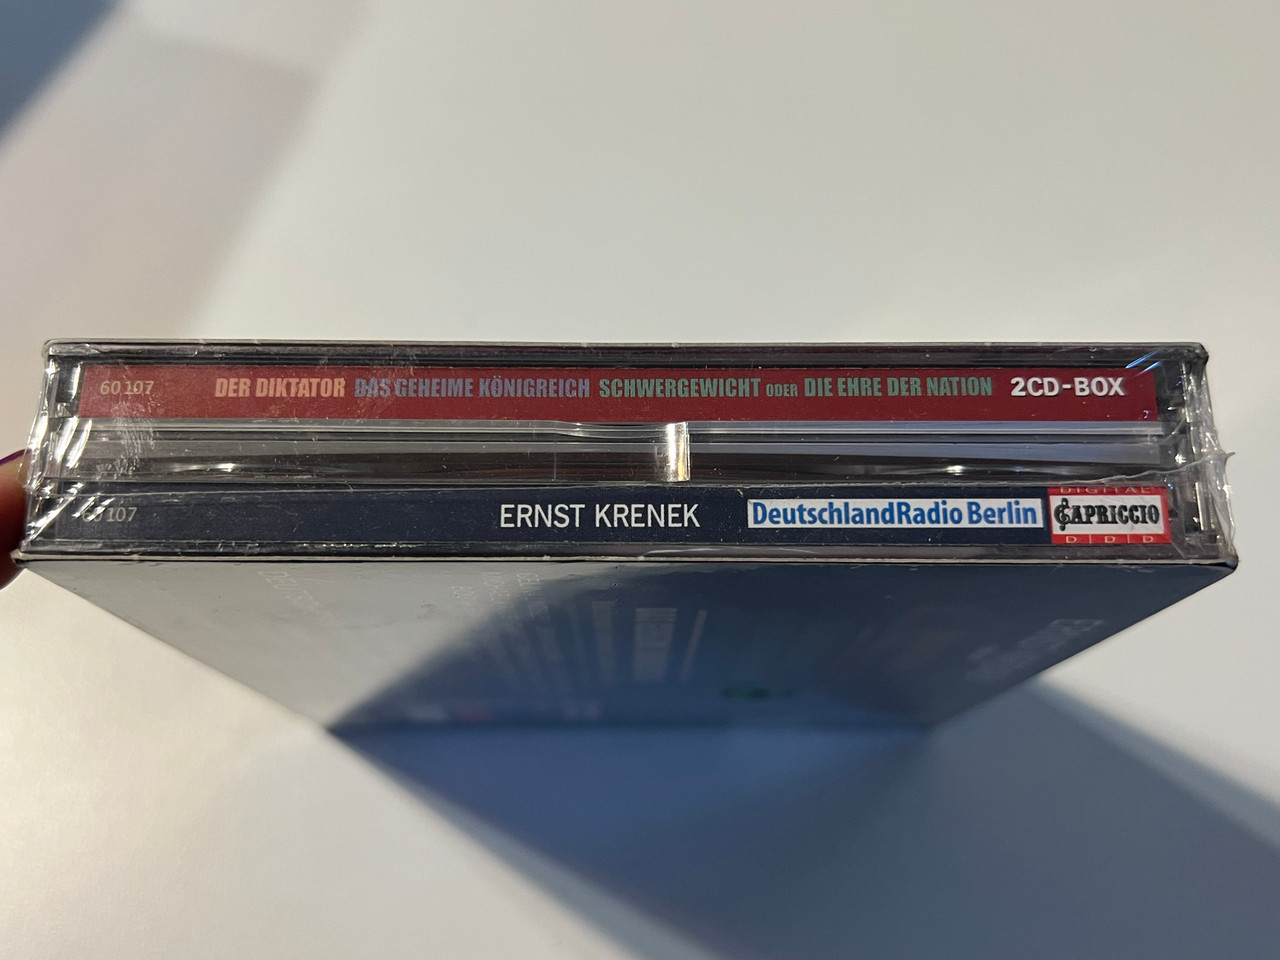 60 107 DER DIKTATOR DAS GEHEIME KÖNIGREICH SCHWERGEWICHT ODER DIE EHRE DER NATION 2CD-BOX
60 107 ERNST KRENEK DeutschlandRadio Berlin
DIGITAL
CAPRICCIO
D D D